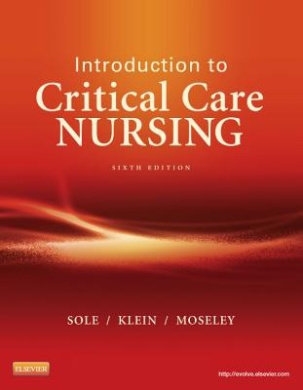 Introduction to
Critical Care
NURSING
SIXTH EDITION
SOLE / KLEIN / MOSELEY
ELSEVIER
http://evolve.elsevier.com